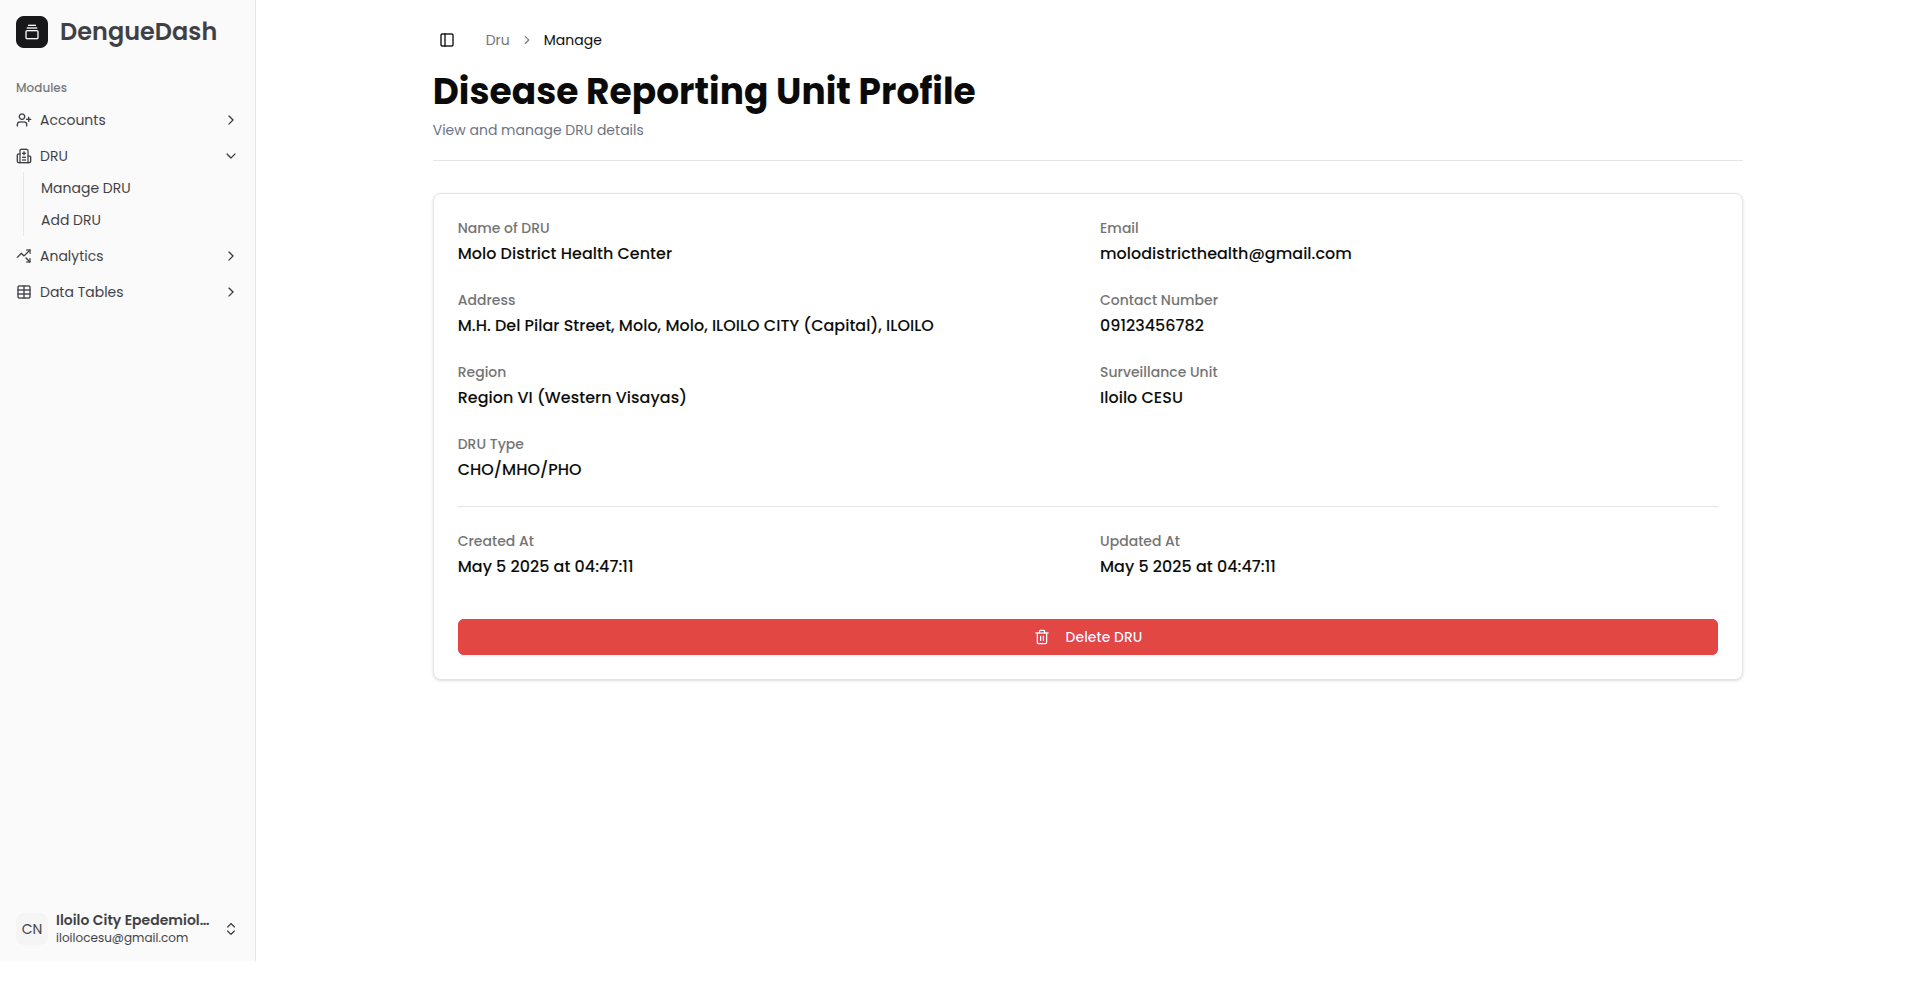 DengueDash
Modules
Accounts
DRU
Manage DRU
Add DRU
Analytics
Data Tables
CN
Iloilo City Epedemiol...
iloilocesu@gmail.com
Dru > Manage
Disease Reporting Unit Profile
View and manage DRU details
Name of DRU
Molo District Health Center
Email
molodistricthealth@gmail.com
Address
M.H. Del Pilar Street, Molo, Molo, ILOILO CITY (Capital), ILOILO
Contact Number
09123456782
Region
Region VI (Western Visayas)
Surveillance Unit
Iloilo CESU
DRU Type
CHO/MHO/PHO
Created At
May 5 2025 at 04:47:11
Updated At
May 5 2025 at 04:47:11
Delete DRU